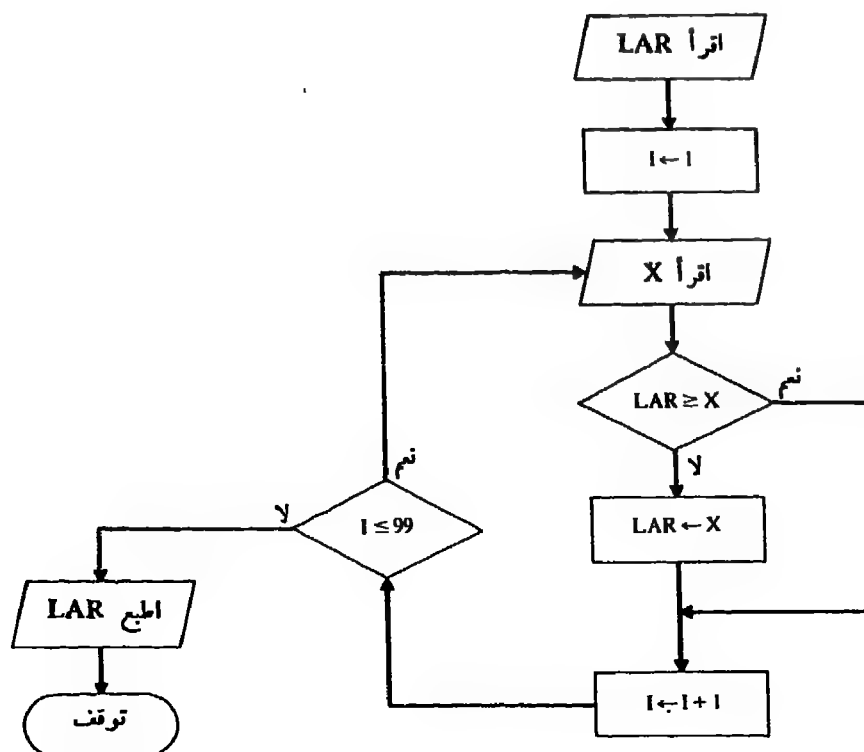 اقرأ LAR
I ← 1
اقرأ X
LAR ≥ X
نعم
لا
LAR ← X
I ← I + 1
I ≤ 99
نعم
لا
اطبع LAR
توقف